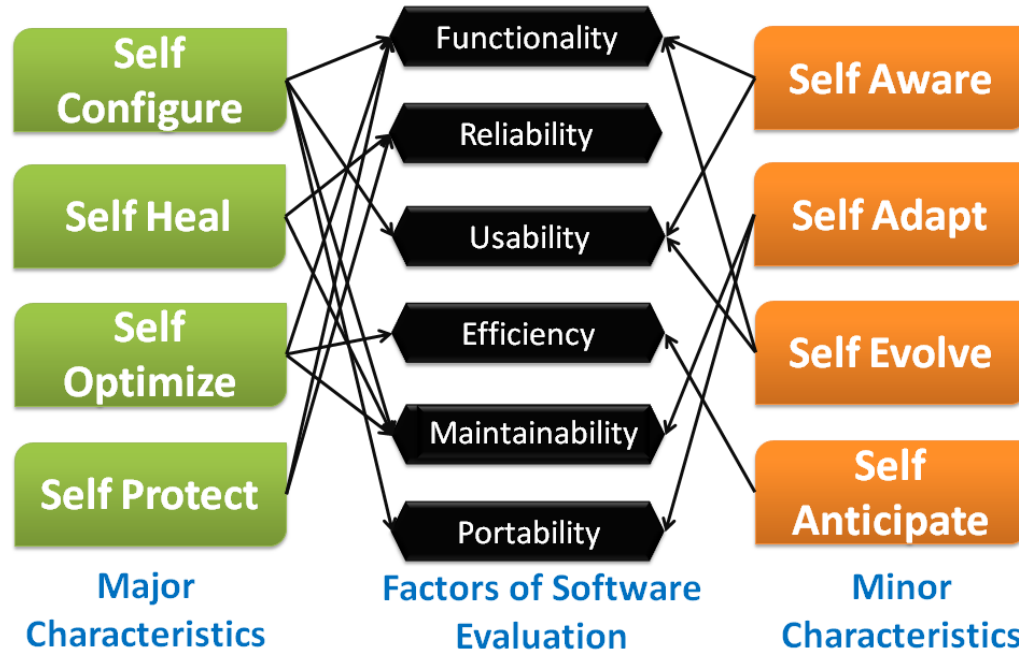 Self
Configure
Self Heal
Self
Optimize
Self Protect
Major
Characteristics
Functionality
Reliability
Usability
Efficiency
Maintainability
Portability
Factors of Software
Evaluation
Self Aware
Self Adapt
Self Evolve
Self
Anticipate
Minor
Characteristics